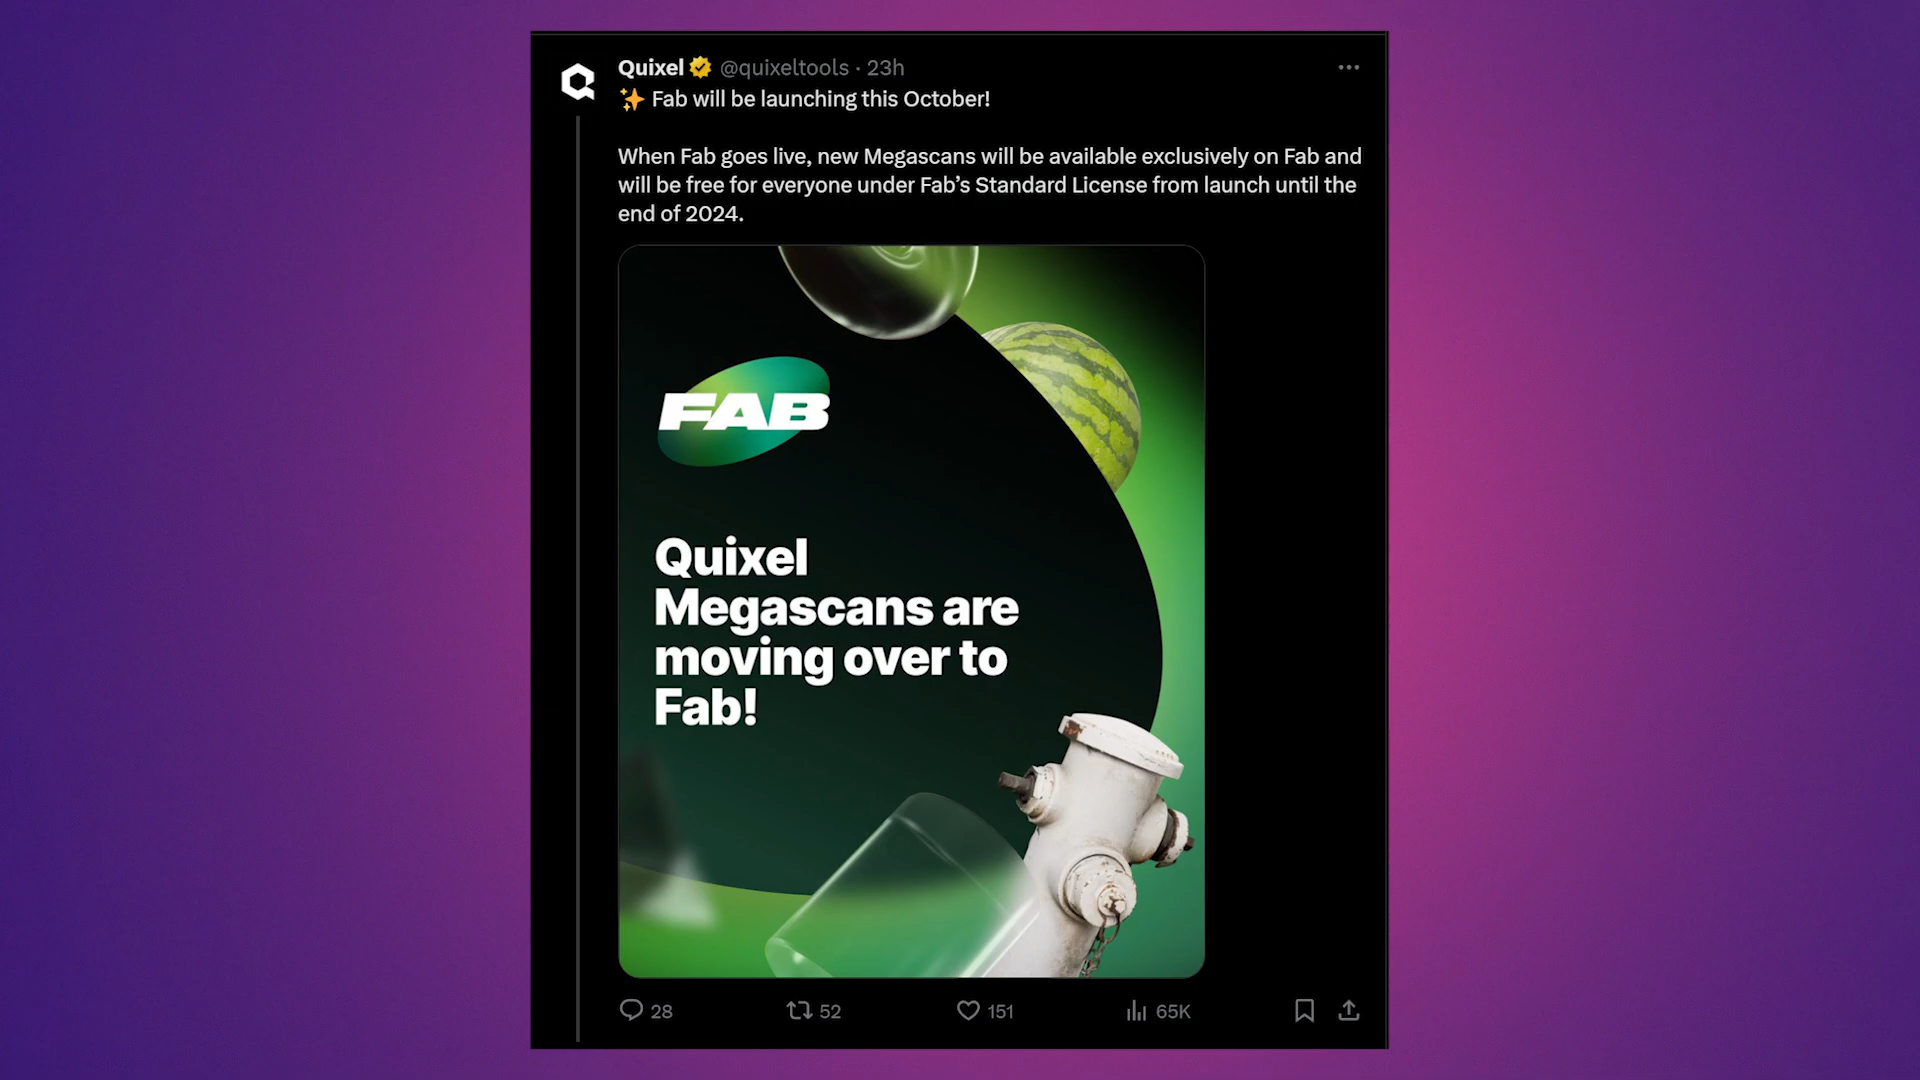 Quixel @quixeltools · 23h
✨ Fab will be launching this October!
When Fab goes live, new Megascans will be available exclusively on Fab and
will be free for everyone under Fab’s Standard License from launch until the
end of 2024.
FAB
Quixel
Megascans are
moving over to
Fab!
28 52 151 65K